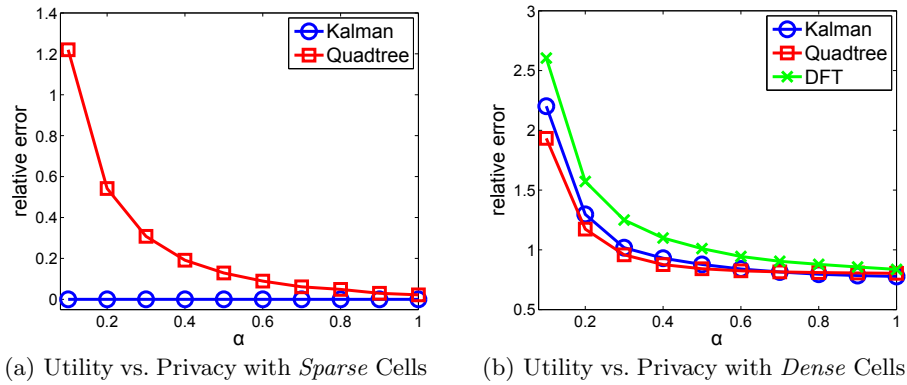 1.4
1.2
1
0.8
0.6
0.4
0.2
0
relative error
Kalman
Quadtree
0.2
0.4
0.6
0.8
1
α
(a) Utility vs. Privacy with Sparse Cells
3
2.5
2
1.5
1
0.5
relative error
Kalman
Quadtree
DFT
0.2
0.4
0.6
0.8
1
α
(b) Utility vs. Privacy with Dense Cells